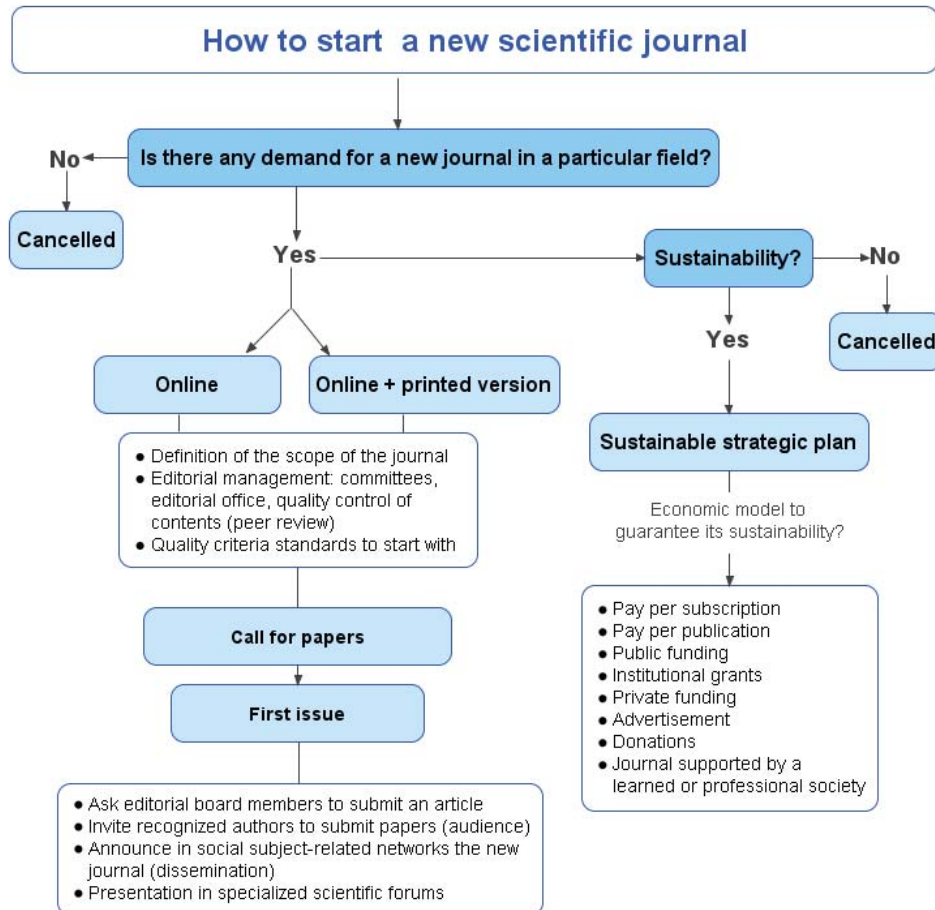 How to start a new scientific journal
Is there any demand for a new journal in a particular field?
No
Cancelled
Yes
Sustainability?
No
Cancelled
Yes
Online
Online + printed version
● Definition of the scope of the journal
● Editorial management: committees,
editorial office, quality control of
contents (peer review)
● Quality criteria standards to start with
Call for papers
First issue
● Ask editorial board members to submit an article
● Invite recognized authors to submit papers (audience)
● Announce in social subject-related networks the new
journal (dissemination)
● Presentation in specialized scientific forums
Sustainable strategic plan
Economic model to
guarantee its sustainability?
● Pay per subscription
● Pay per publication
● Public funding
● Institutional grants
● Private funding
● Advertisement
● Donations
● Journal supported by a
learned or professional society